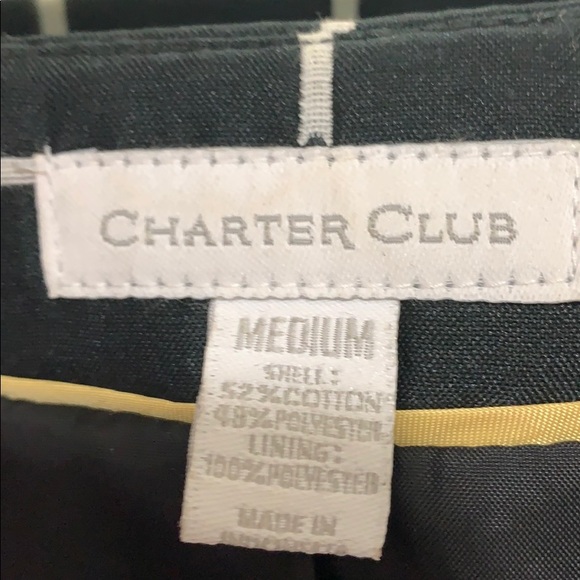 CHARTER CLUB
MEDIUM
SHELL:
52%COTTON
48%POLYESTER
LINING:
100%POLYESTER
MADE IN